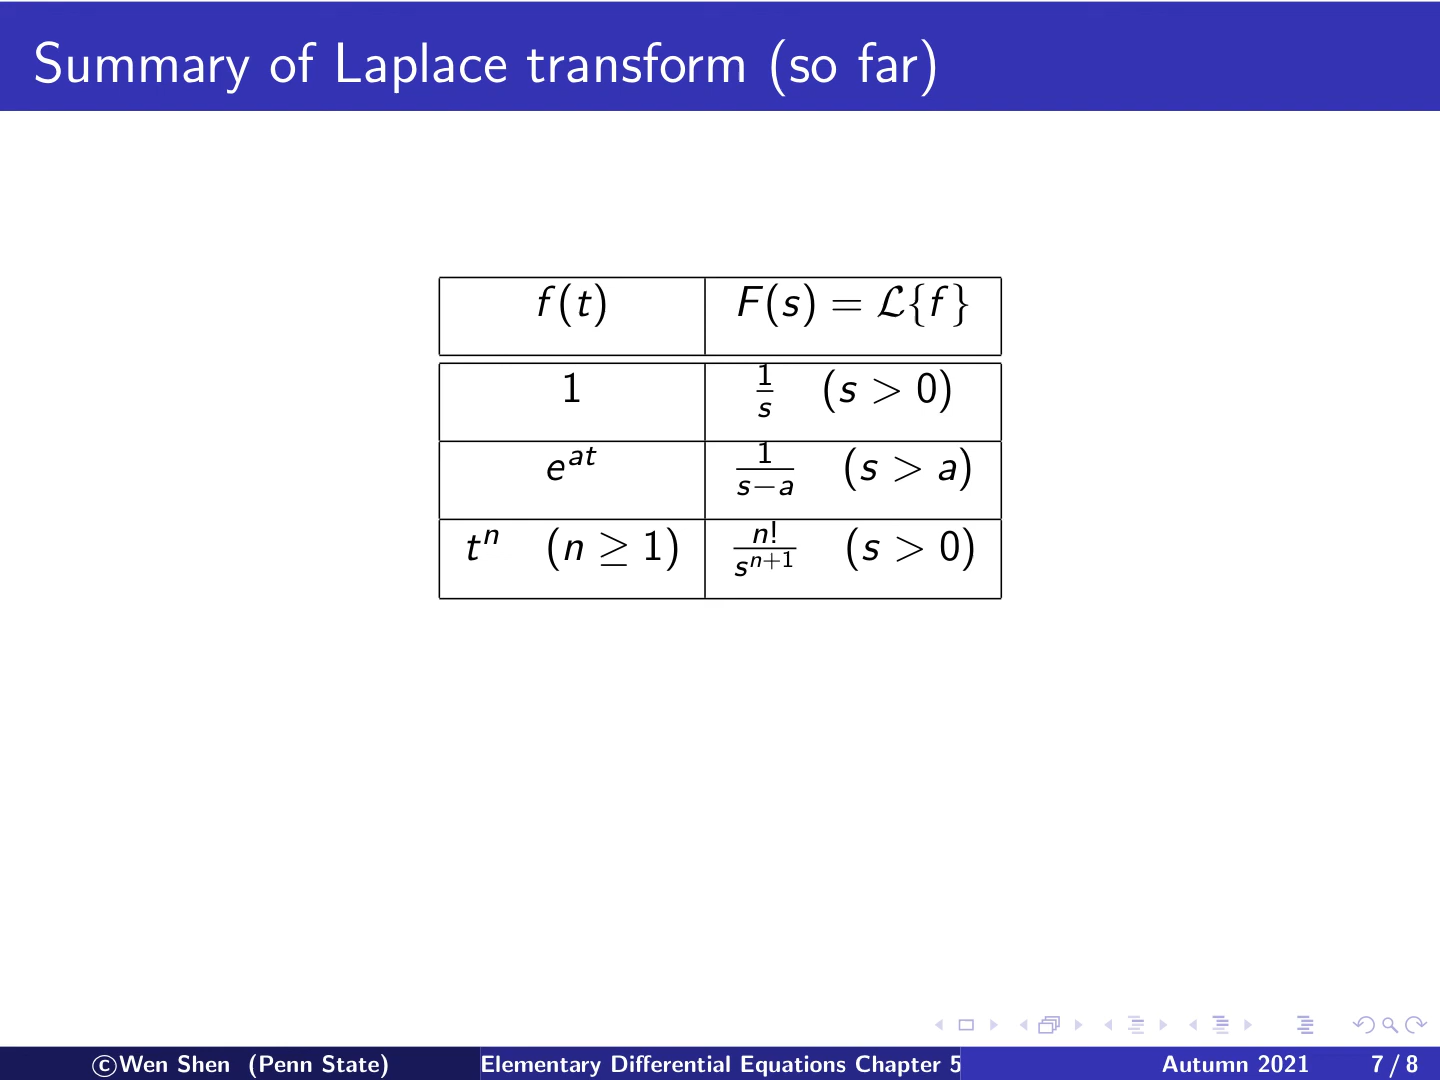 Summary of Laplace transform (so far)
f(t) F(s) = ℒ{f}
1 1/s (s > 0)
e^{at} 1/(s−a) (s > a)
t^n (n ≥ 1) n!/s^{n+1} (s > 0)
©Wen Shen (Penn State) Elementary Differential Equations Chapter 5 Autumn 2021 7 / 8